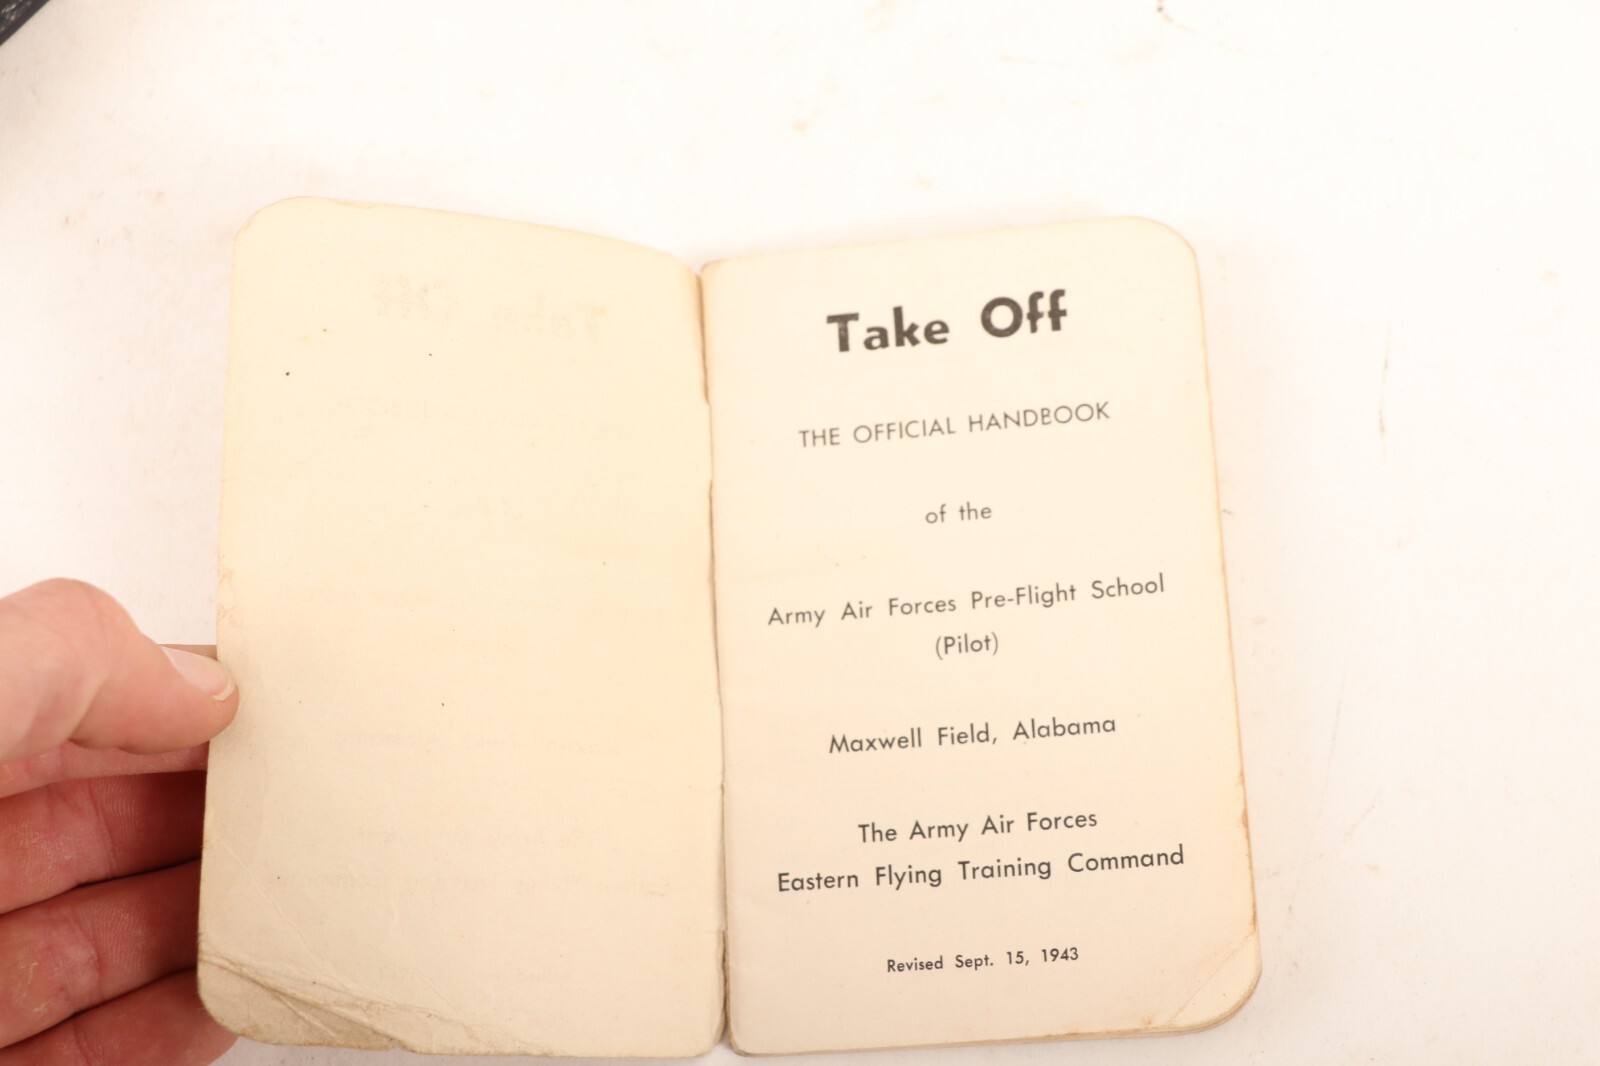 Take Off
THE OFFICIAL HANDBOOK
of the
Army Air Forces Pre-Flight School
(Pilot)
Maxwell Field, Alabama
The Army Air Forces
Eastern Flying Training Command
Revised Sept. 15, 1943